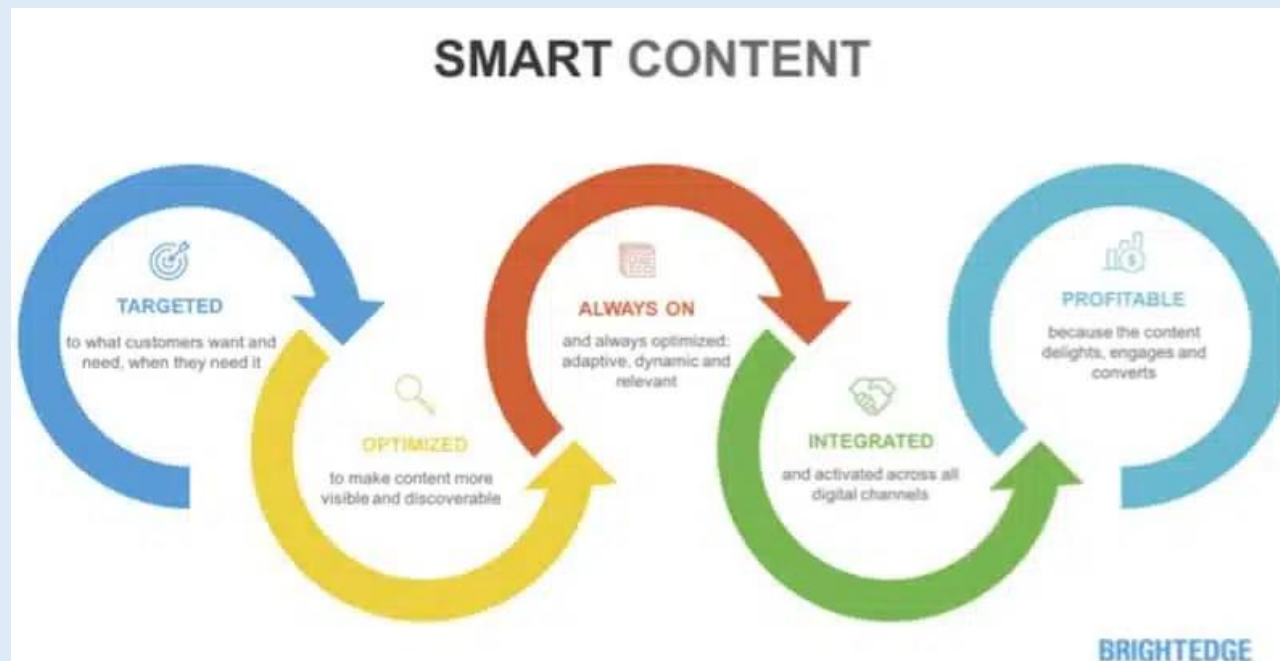 SMART CONTENT
TARGETED
to what customers want and
need, when they need it
OPTIMIZED
to make content more
visible and discoverable
ALWAYS ON
and always optimized:
adaptive, dynamic and
relevant
INTEGRATED
and activated across all
digital channels
PROFITABLE
because the content
delights, engages and
converts
BRIGHTEDGE